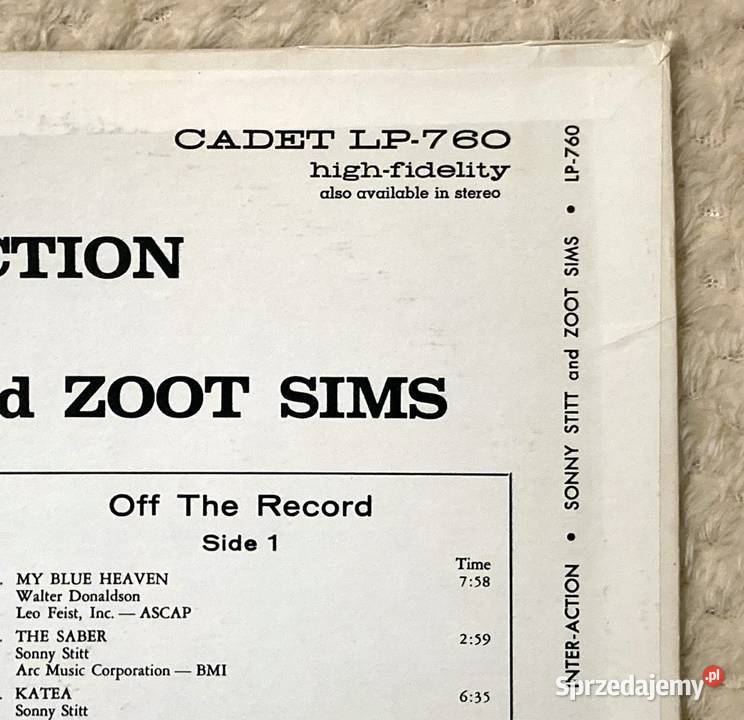 CADET LP-760
high-fidelity
also available in stereo
CTION
d ZOOT SIMS
Off The Record
Side 1
Time
. MY BLUE HEAVEN 7:58
Walter Donaldson
Leo Feist, Inc. — ASCAP
. THE SABER 2:59
Sonny Stitt
Arc Music Corporation — BMI
. KATEA 6:35
Sonny Stitt
INTER-ACTION • SONNY STITT and ZOOT SIMS • LP-760
Sprzedajemy.pl